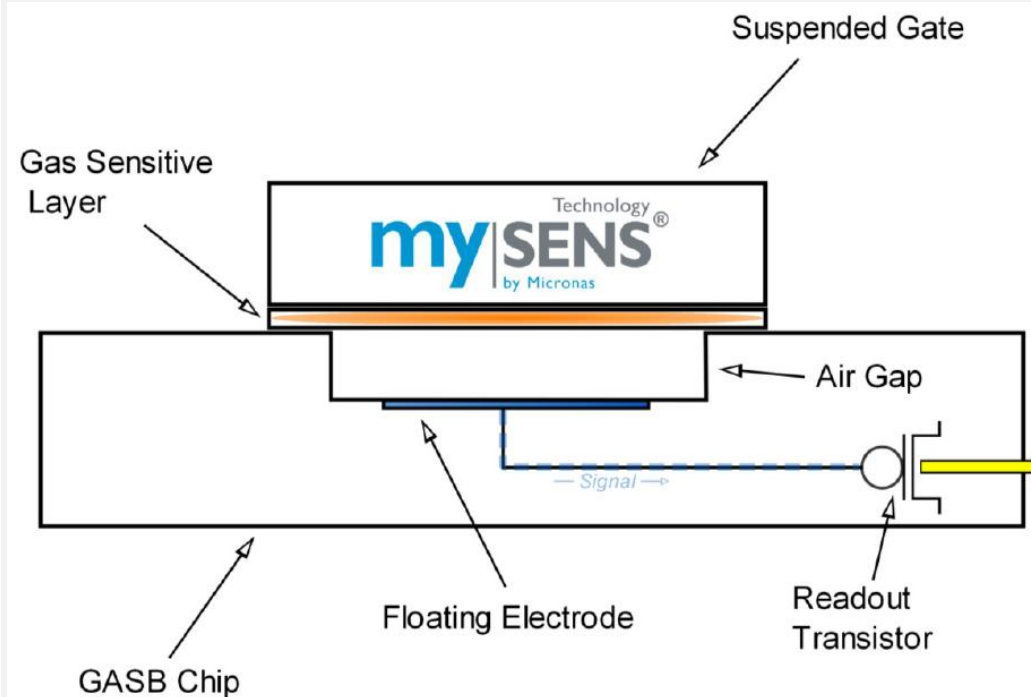 Suspended Gate
Gas Sensitive
Layer
Technology
my|SENS®
by Micronas
Air Gap
Signal
Floating Electrode
Readout
Transistor
GASB Chip